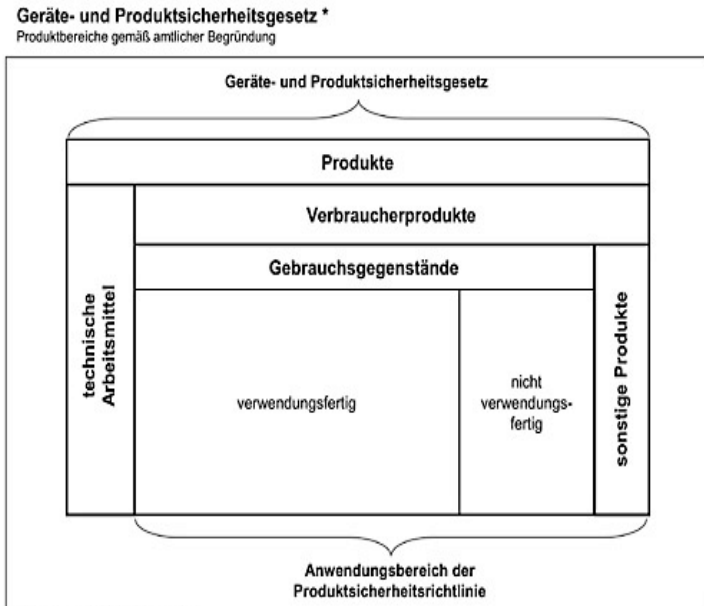 Geräte- und Produktsicherheitsgesetz *
Produktbereiche gemäß amtlicher Begründung
Geräte- und Produktsicherheitsgesetz
Produkte
Verbraucherprodukte
Gebrauchsgegenstände
technische
Arbeitsmittel
verwendungsfertig
nicht
verwendungs-
fertig
sonstige Produkte
Anwendungsbereich der
Produktsicherheitsrichtlinie